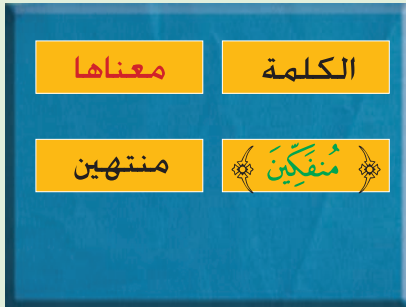 الكلمة معناها
﴿ مُنفَكِّينَ ﴾ منتهين